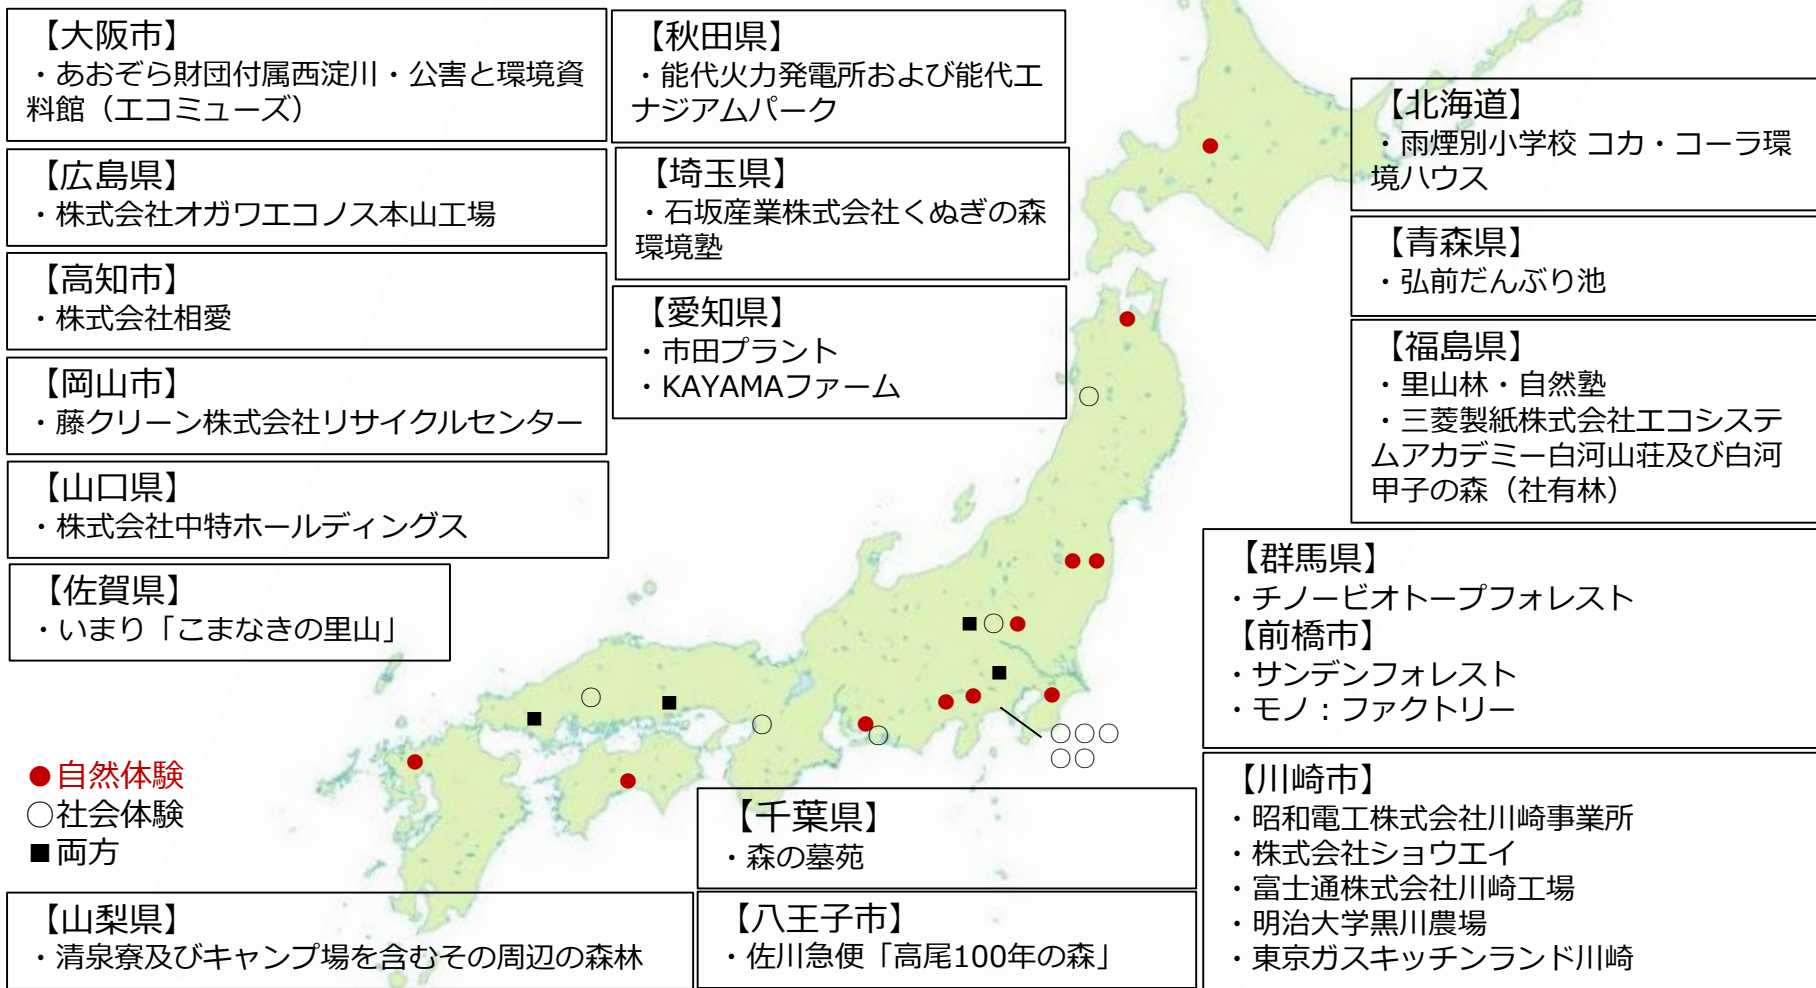 【大阪市】
・あおぞら財団付属西淀川・公害と環境資
料館（エコミューズ）
【広島県】
・株式会社オガワエコノス本山工場
【高知市】
・株式会社相愛
【岡山市】
・藤クリーン株式会社リサイクルセンター
【山口県】
・株式会社中特ホールディングス
【佐賀県】
・いまり「こまなきの里山」
【秋田県】
・能代火力発電所および能代エ
ナジアムパーク
【埼玉県】
・石坂産業株式会社くぬぎの森
環境塾
【愛知県】
・市田プラント
・KAYAMAファーム
【北海道】
・雨煙別小学校 コカ・コーラ環
境ハウス
【青森県】
・弘前だんぶり池
【福島県】
・里山林・自然塾
・三菱製紙株式会社エコシステ
ムアカデミー白河山荘及び白河
甲子の森（社有林）
【群馬県】
・チノービオトープフォレスト
【前橋市】
・サンデンフォレスト
・モノ：ファクトリー
【川崎市】
・昭和電工株式会社川崎事業所
・株式会社ショウエイ
・富士通株式会社川崎工場
・明治大学黒川農場
・東京ガスキッチンランド川崎
●自然体験
○社会体験
■両方
【千葉県】
・森の墓苑
【山梨県】
・清泉寮及びキャンプ場を含むその周辺の森林
【八王子市】
・佐川急便「高尾100年の森」